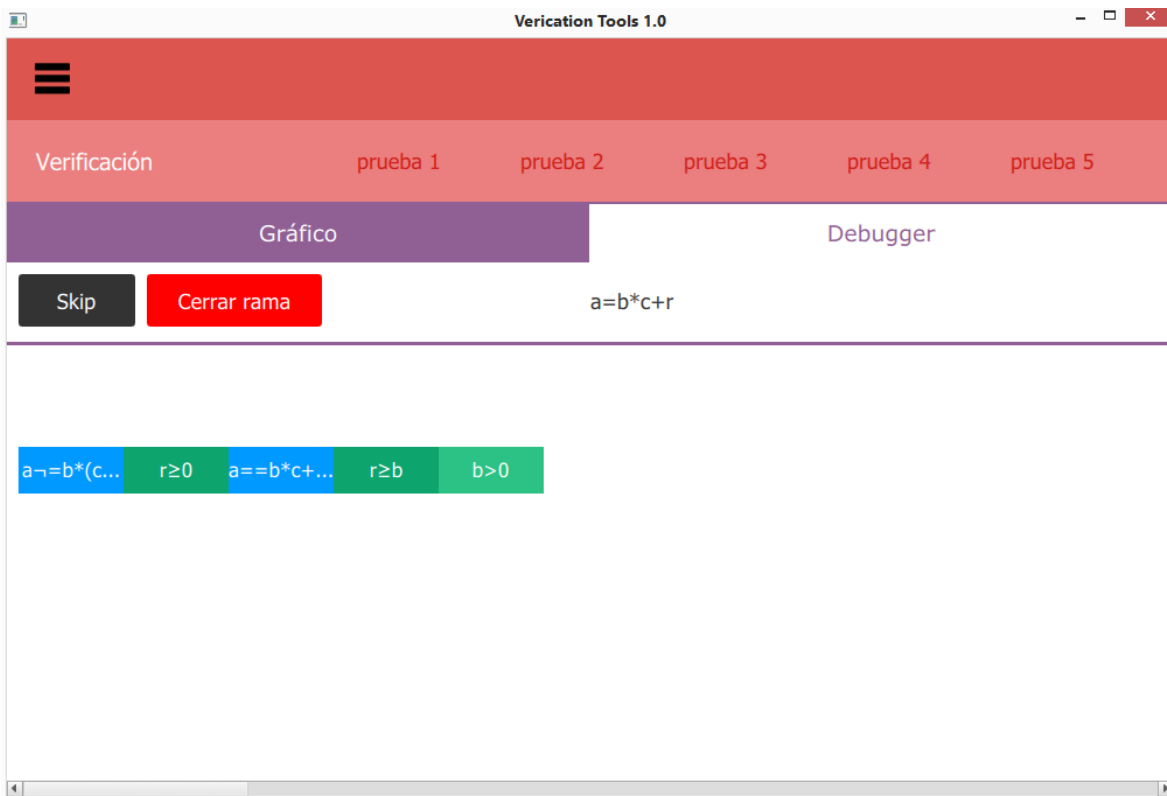 Verication Tools 1.0
Verificación prueba 1 prueba 2 prueba 3 prueba 4 prueba 5
Gráfico Debugger
Skip Cerrar rama a=b*c+r
a¬=b*(c... r≥0 a==b*c+... r≥b b>0